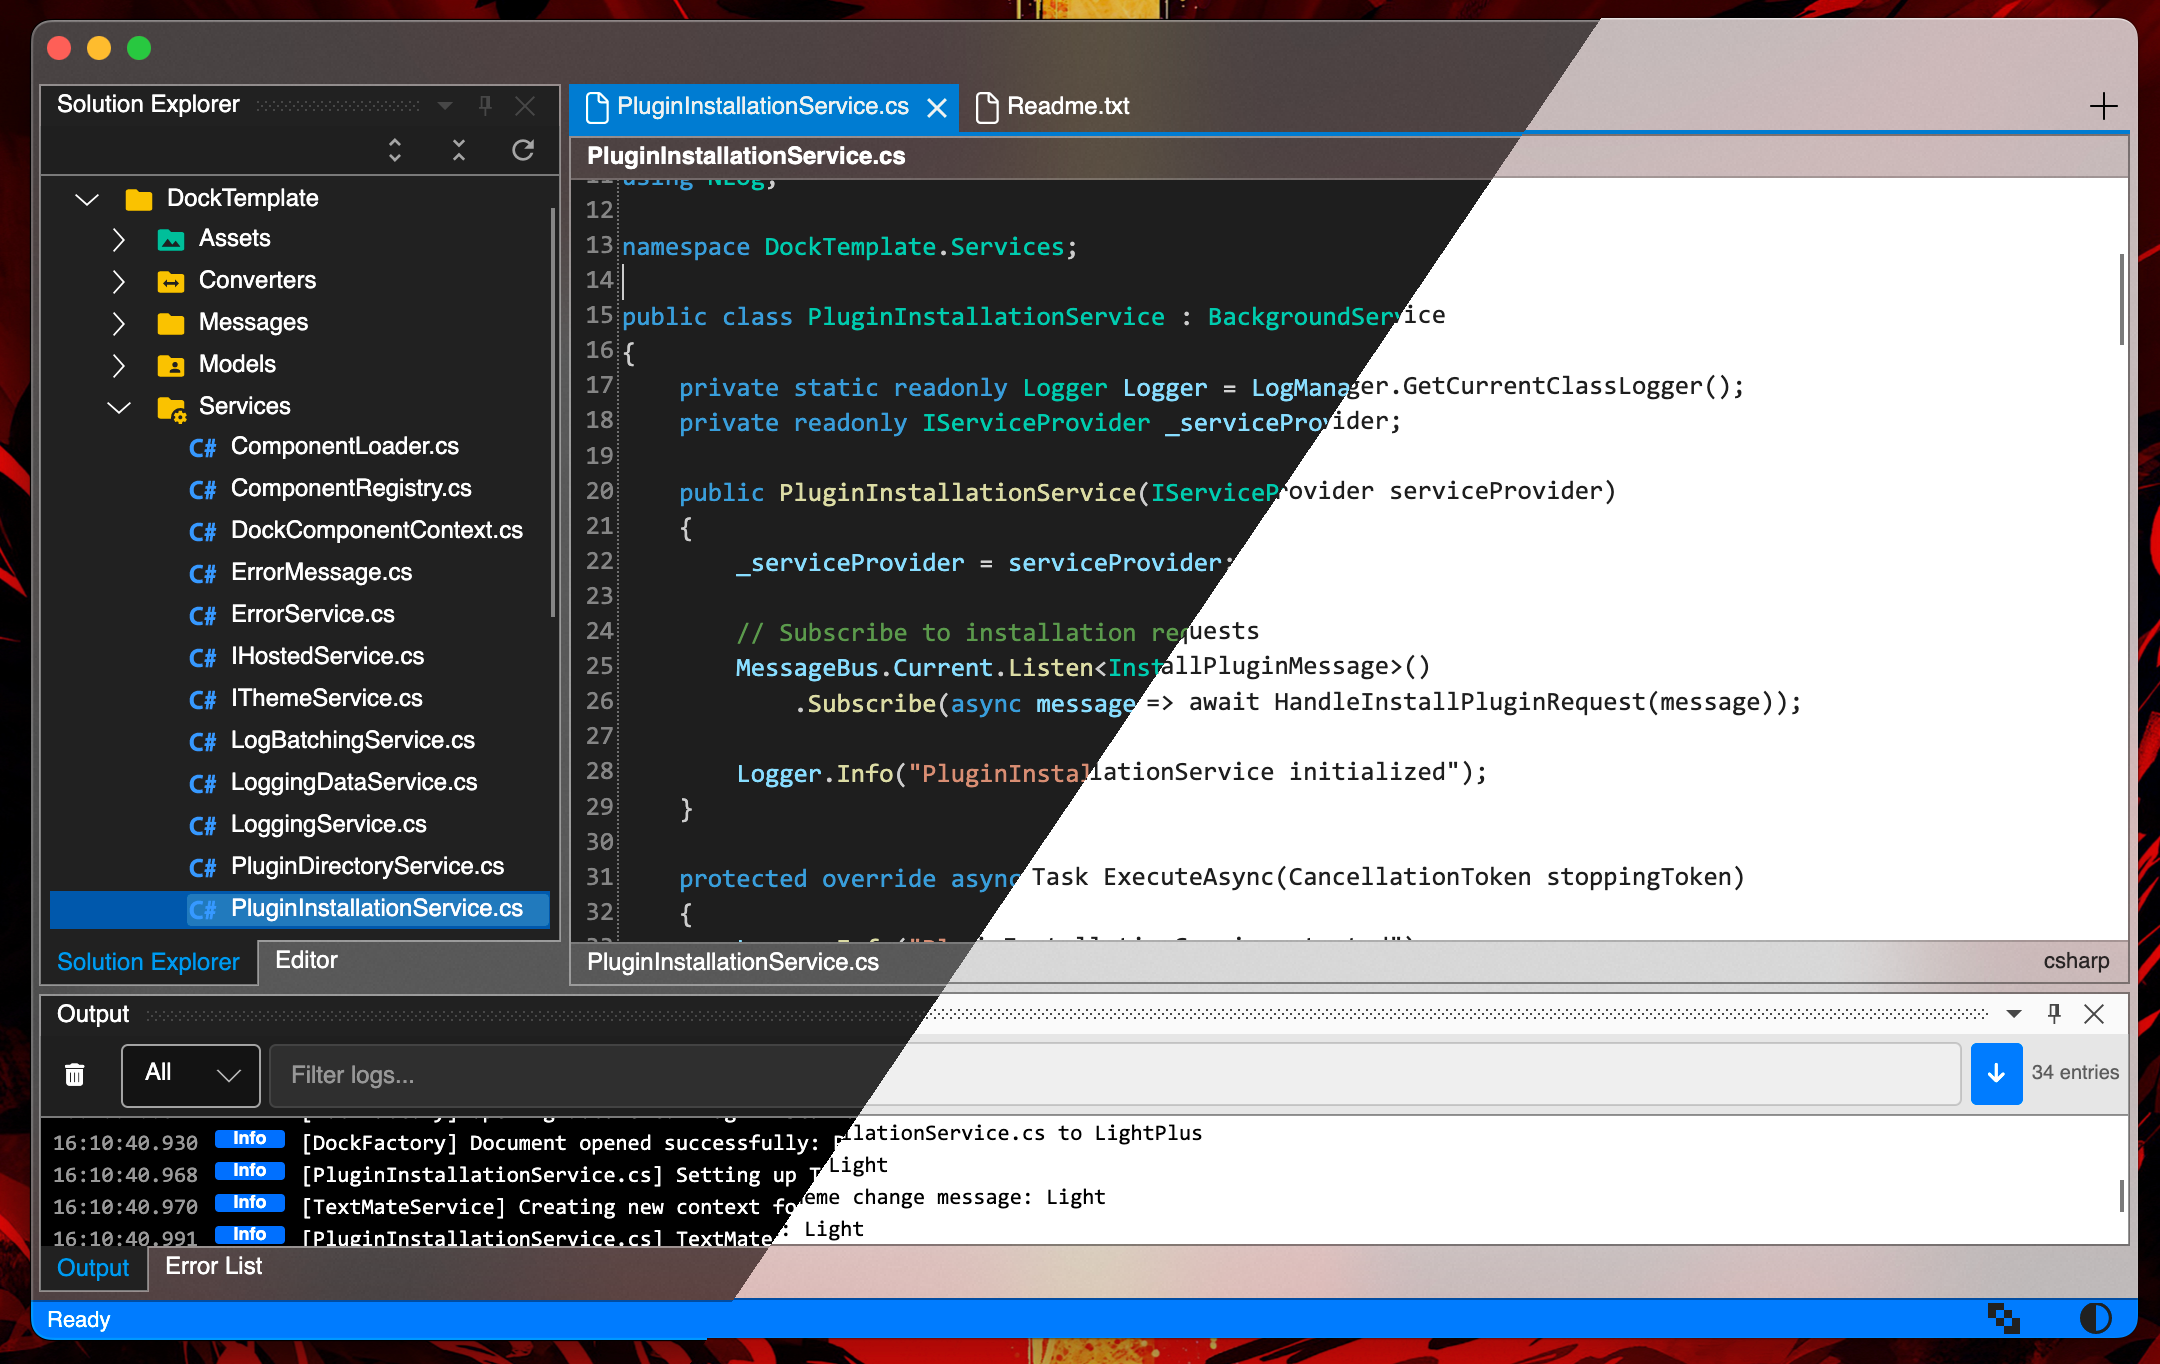 Solution Explorer
DockTemplate
Assets
Converters
Messages
Models
Services
C# ComponentLoader.cs
C# ComponentRegistry.cs
C# DockComponentContext.cs
C# ErrorMessage.cs
C# ErrorService.cs
C# IHostedService.cs
C# IThemeService.cs
C# LogBatchingService.cs
C# LoggingDataService.cs
C# LoggingService.cs
C# PluginDirectoryService.cs
C# PluginInstallationService.cs
Solution Explorer Editor
PluginInstallationService.cs Readme.txt
PluginInstallationService.cs
11 using NLog;
12
13 namespace DockTemplate.Services;
14
15 public class PluginInstallationService : BackgroundService
16 {
17 private static readonly Logger Logger = LogManager.GetCurrentClassLogger();
18 private readonly IServiceProvider _serviceProvider;
19
20 public PluginInstallationService(IServiceProvider serviceProvider)
21 {
22 _serviceProvider = serviceProvider;
23
24 // Subscribe to installation requests
25 MessageBus.Current.Listen<InstallPluginMessage>()
26 .Subscribe(async message => await HandleInstallPluginRequest(message));
27
28 Logger.Info("PluginInstallationService initialized");
29 }
30
31 protected override async Task ExecuteAsync(CancellationToken stoppingToken)
32 {
PluginInstallationService.cs csharp
Output
All Filter logs... 34 entries
16:10:40.930 Info [DockFactory] Document opened successfully: llationService.cs to LightPlus
16:10:40.968 Info [PluginInstallationService.cs] Setting up Light
16:10:40.970 Info [TextMateService] Creating new context fo eme change message: Light
16:10:40.991 Info [PluginInstallationService.cs] TextMate : Light
Output Error List
Ready